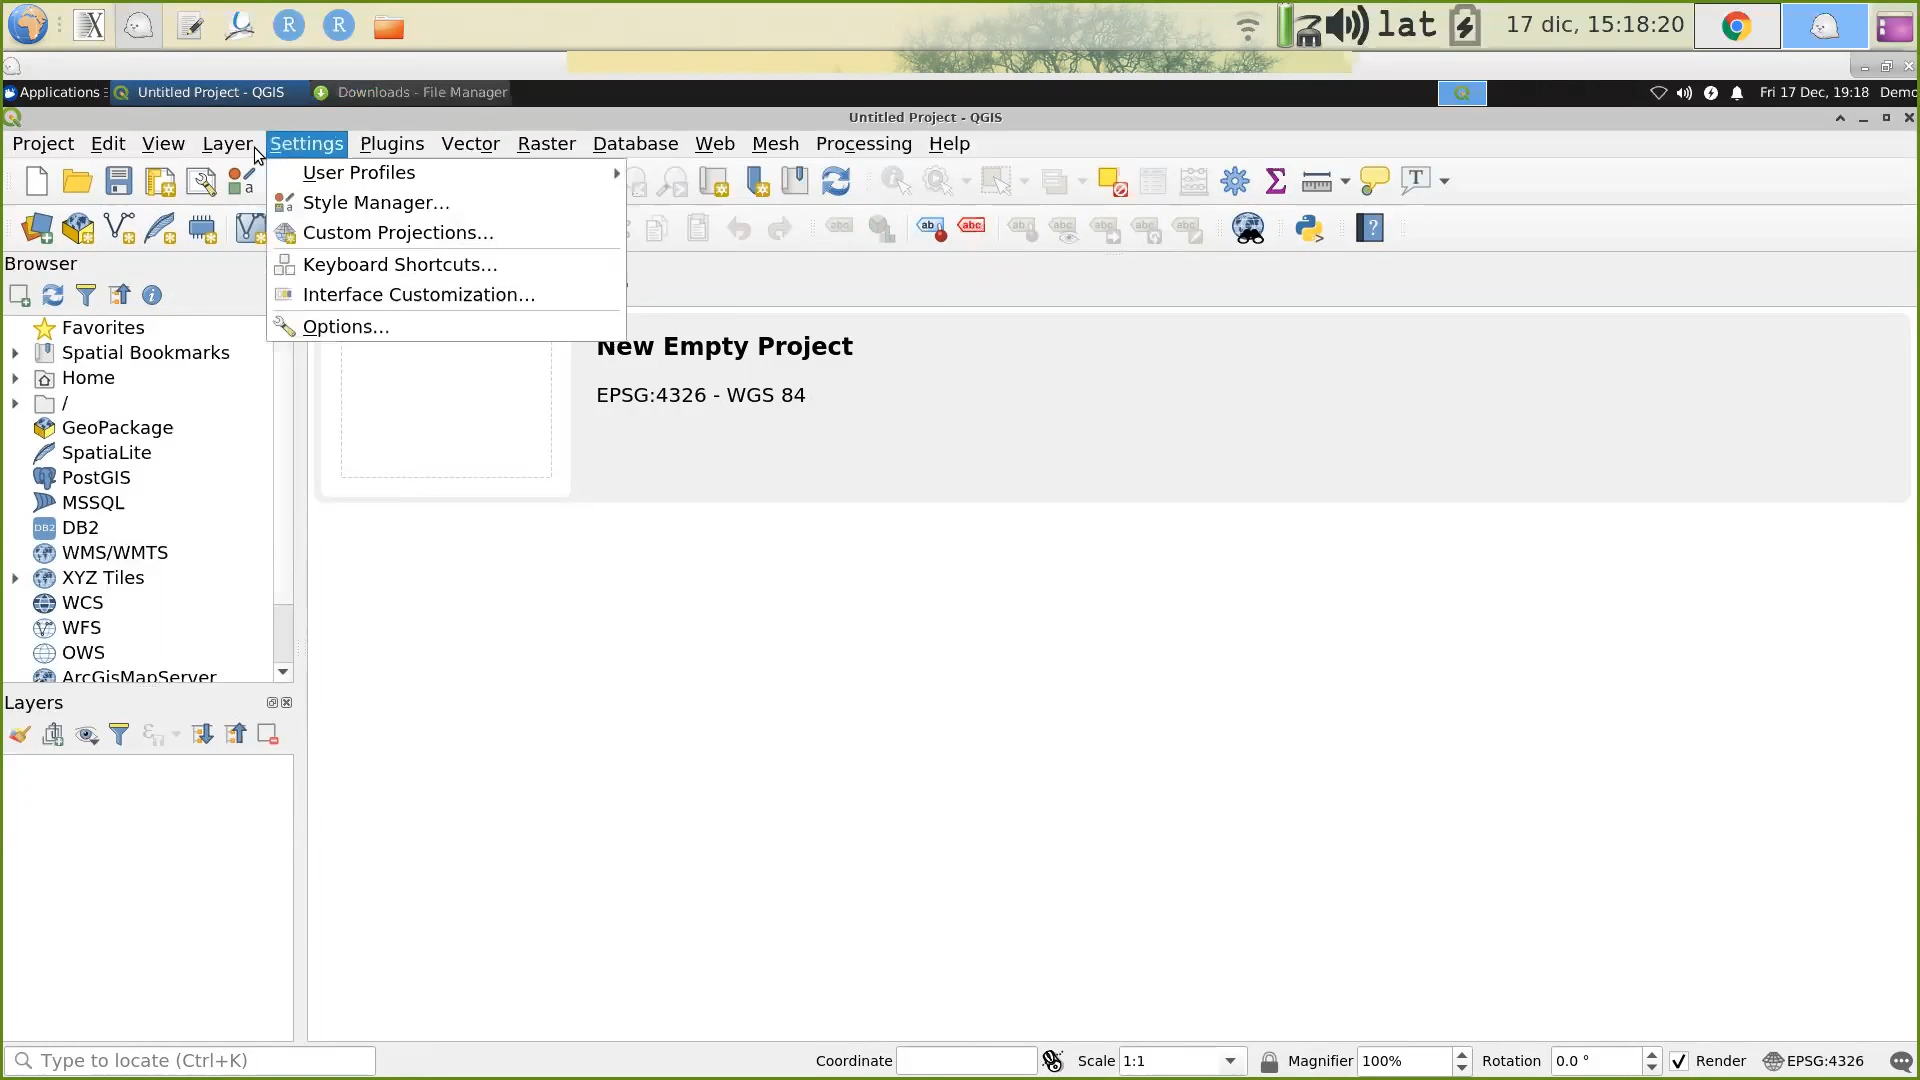 lat
17 dic, 15:18:20
Applications
Untitled Project - QGIS
Downloads - File Manager
Fri 17 Dec, 19:18
Demo
Untitled Project - QGIS
Project Edit View Layer Settings Plugins Vector Raster Database Web Mesh Processing Help
User Profiles
Style Manager...
Custom Projections...
Keyboard Shortcuts...
Interface Customization...
Options...
Browser
Favorites
Spatial Bookmarks
Home
/
GeoPackage
SpatiaLite
PostGIS
MSSQL
DB2
WMS/WMTS
XYZ Tiles
WCS
WFS
OWS
ArcGisMapServer
New Empty Project
EPSG:4326 - WGS 84
Layers
Type to locate (Ctrl+K)
Coordinate
Scale 1:1
Magnifier 100%
Rotation 0.0 °
Render
EPSG:4326